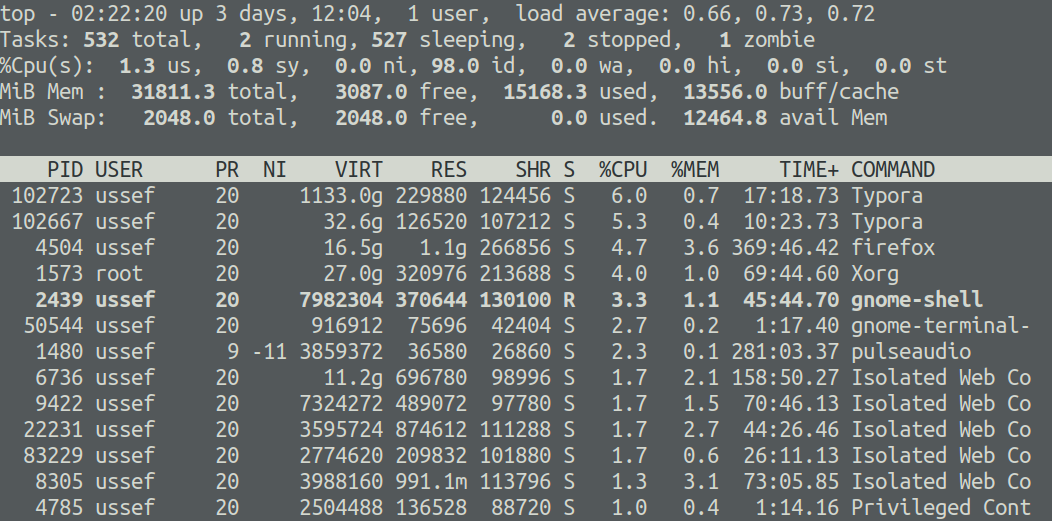 top - 02:22:20 up 3 days, 12:04,  1 user,  load average: 0.66, 0.73, 0.72
Tasks: 532 total,   2 running, 527 sleeping,   2 stopped,   1 zombie
%Cpu(s):  1.3 us,  0.8 sy,  0.0 ni, 98.0 id,  0.0 wa,  0.0 hi,  0.0 si,  0.0 st
MiB Mem :  31811.3 total,   3087.0 free,  15168.3 used,  13556.0 buff/cache
MiB Swap:   2048.0 total,   2048.0 free,      0.0 used.  12464.8 avail Mem
PID USER      PR  NI    VIRT    RES    SHR S  %CPU  %MEM     TIME+ COMMAND
102723 ussef     20      1133.0g 229880 124456 S   6.0   0.7  17:18.73 Typora
102667 ussef     20        32.6g 126520 107212 S   5.3   0.4  10:23.73 Typora
4504 ussef     20        16.5g   1.1g 266856 S   4.7   3.6 369:46.42 firefox
1573 root      20        27.0g 320976 213688 S   4.0   1.0  69:44.60 Xorg
2439 ussef     20      7982304 370644 130100 R   3.3   1.1  45:44.70 gnome-shell
50544 ussef     20       916912  75696  42404 S   2.7   0.2   1:17.40 gnome-terminal-
1480 ussef      9 -11 3859372  36580  26860 S   2.3   0.1 281:03.37 pulseaudio
6736 ussef     20        11.2g 696780  98996 S   1.7   2.1 158:50.27 Isolated Web Co
9422 ussef     20      7324272 489072  97780 S   1.7   1.5  70:46.13 Isolated Web Co
22231 ussef     20      3595724 874612 111288 S   1.7   2.7  44:26.46 Isolated Web Co
83229 ussef     20      2774620 209832 101880 S   1.7   0.6  26:11.13 Isolated Web Co
8305 ussef     20      3988160 991.1m 113796 S   1.3   3.1  73:05.85 Isolated Web Co
4785 ussef     20      2504488 136528  88720 S   1.0   0.4   1:14.16 Privileged Cont